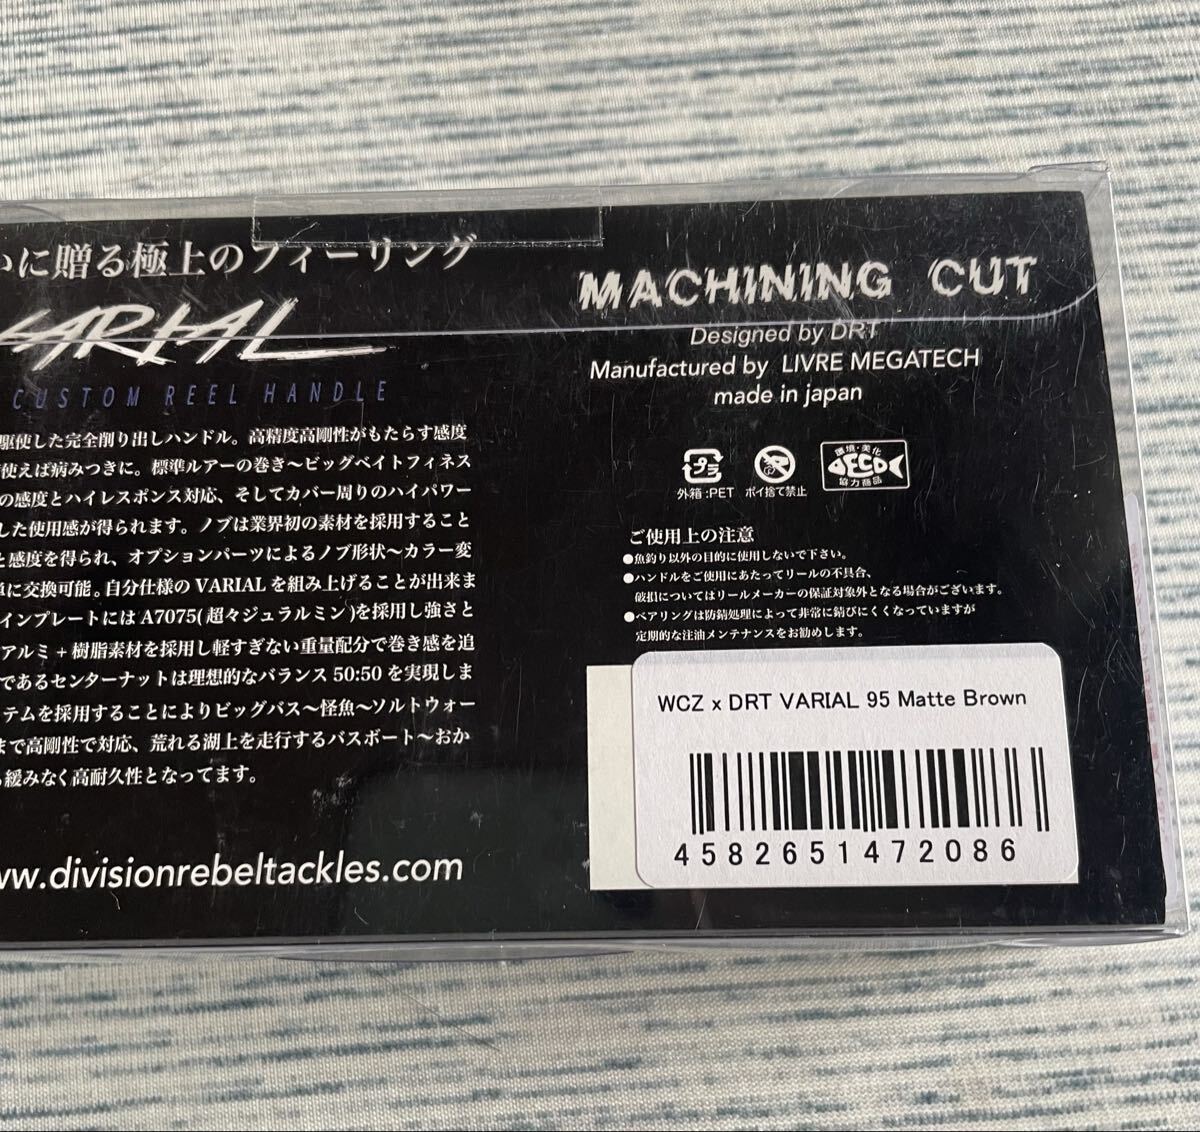 に贈る極上のフィーリング
VARIAL
CUSTOM REEL HANDLE
駆使した完全削り出しハンドル。高精度高剛性がもたらす感度
使えば病みつきに。標準ルアーの巻き〜ビッグベイトフィネス
の感度とハイレスポンス対応、そしてカバー周りのハイパワー
した使用感が得られます。ノブは業界初の素材を採用すること
と感度を得られ、オプションパーツによるノブ形状〜カラー変
単に交換可能。自分仕様の VARIAL を組み上げることが出来ま
インプレートには A7075(超々ジュラルミン)を採用し強さと
アルミ + 樹脂素材を採用し軽すぎない重量配分で巻き感を追
であるセンターナットは理想的なバランス 50:50 を実現しま
テムを採用することによりビッグバス〜怪魚〜ソルトウォー
まで高剛性で対応、荒れる湖上を走行するバスボート〜おか
緩みなく高耐久性となってます。
www.divisionrebeltackles.com
MACHINING CUT
Designed by DRT
Manufactured by LIVRE MEGATECH
made in japan
プラ
外箱:PET
ポイ捨て禁止
環境・美化
ECO
協力商品
ご使用上の注意
●魚釣り以外の目的に使用しないで下さい。
●ハンドルをご使用にあたってリールの不具合、
破損についてはリールメーカーの保証対象外となる場合がございます。
●ベアリングは防錆処理によって非常に錆びにくくなっていますが
定期的な注油メンテナンスをお勧めします。
WCZ x DRT VARIAL 95 Matte Brown
4582651472086